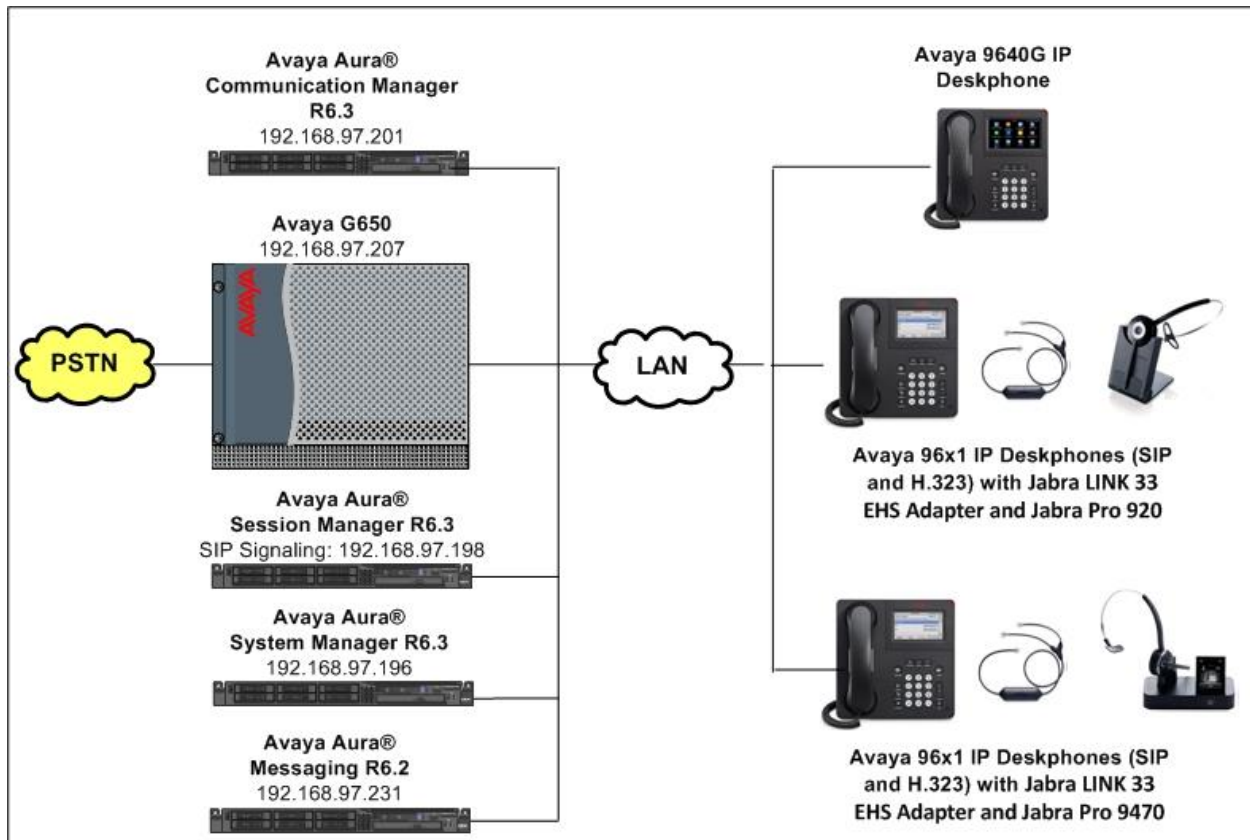 Avaya Aura®
Communication Manager
R6.3
192.168.97.201
Avaya G650
192.168.97.207
AVAYA
PSTN
Avaya Aura®
Session Manager R6.3
SIP Signaling: 192.168.97.198
Avaya Aura®
System Manager R6.3
192.168.97.196
Avaya Aura®
Messaging R6.2
192.168.97.231
LAN
Avaya 9640G IP
Deskphone
Avaya 96x1 IP Deskphones (SIP
and H.323) with Jabra LINK 33
EHS Adapter and Jabra Pro 920
Avaya 96x1 IP Deskphones (SIP
and H.323) with Jabra LINK 33
EHS Adapter and Jabra Pro 9470